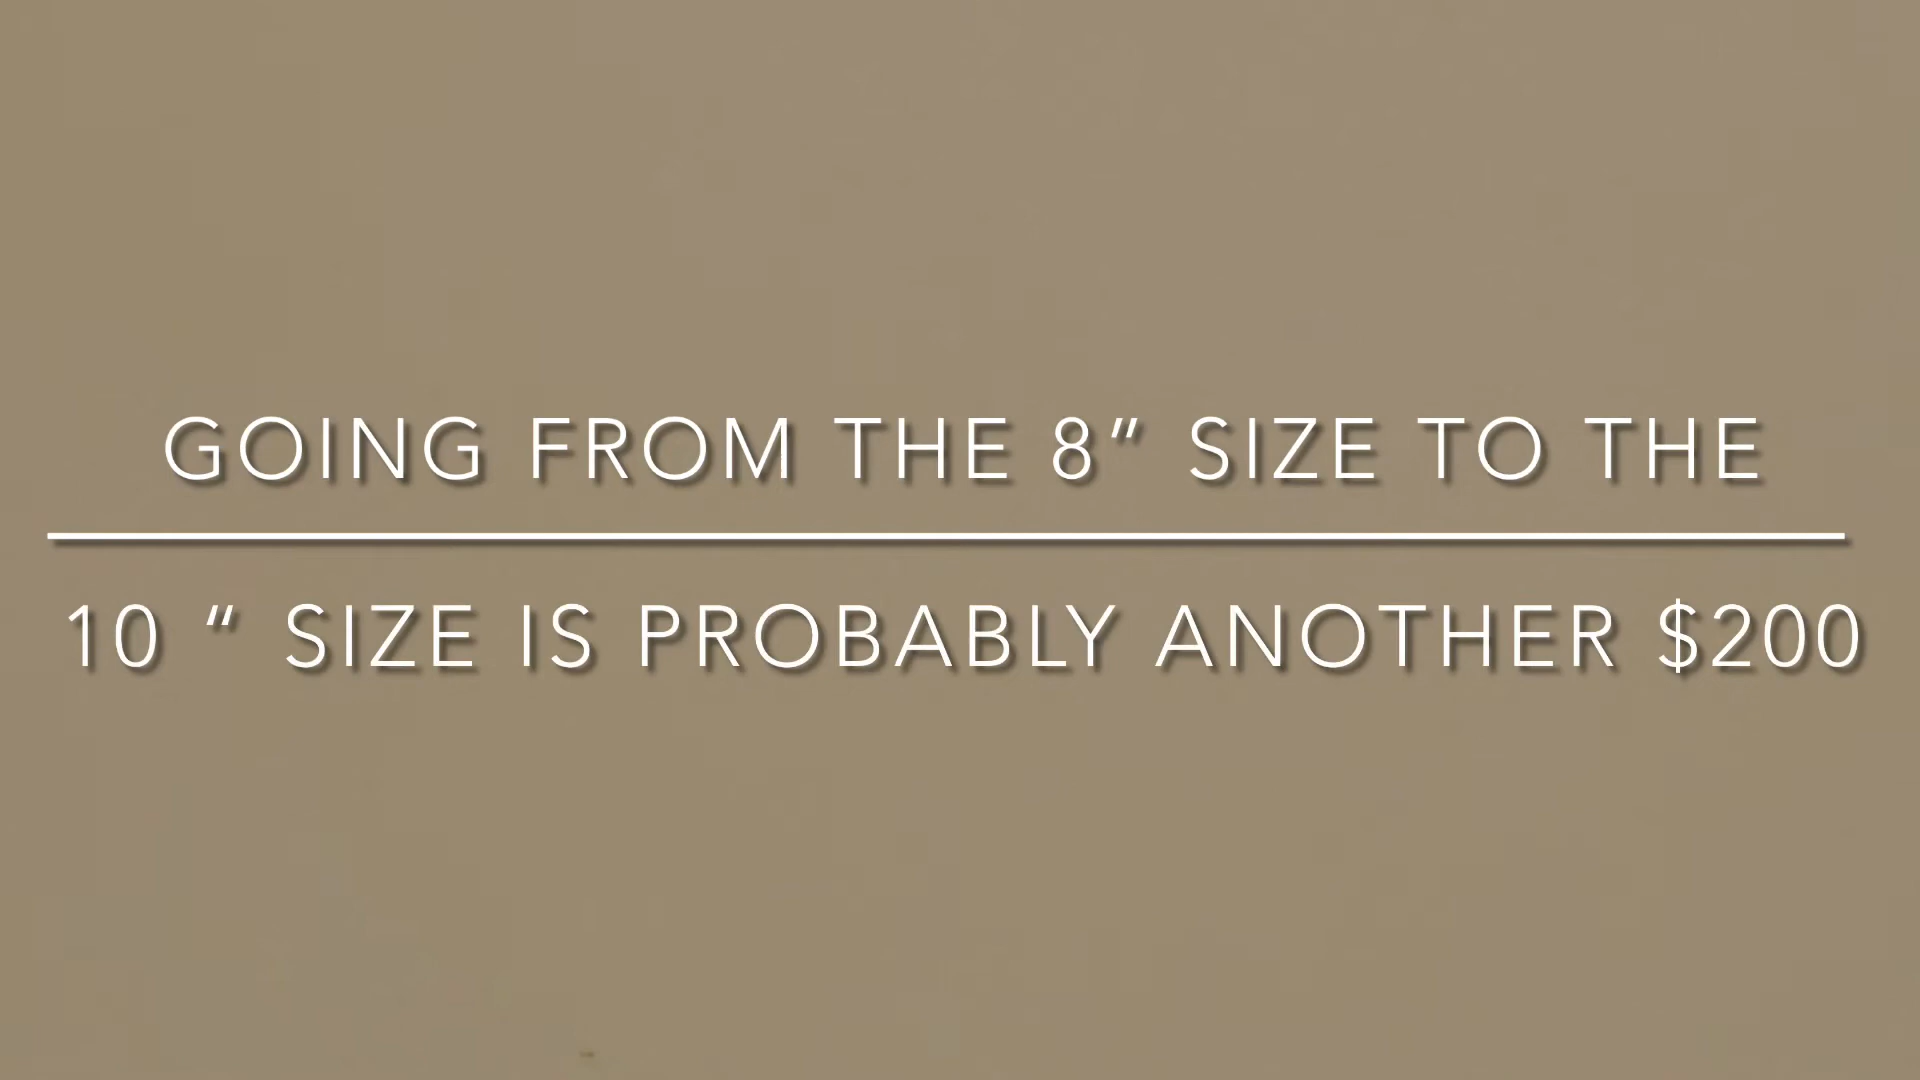 GOING FROM THE 8” SIZE TO THE
10 “ SIZE IS PROBABLY ANOTHER $200